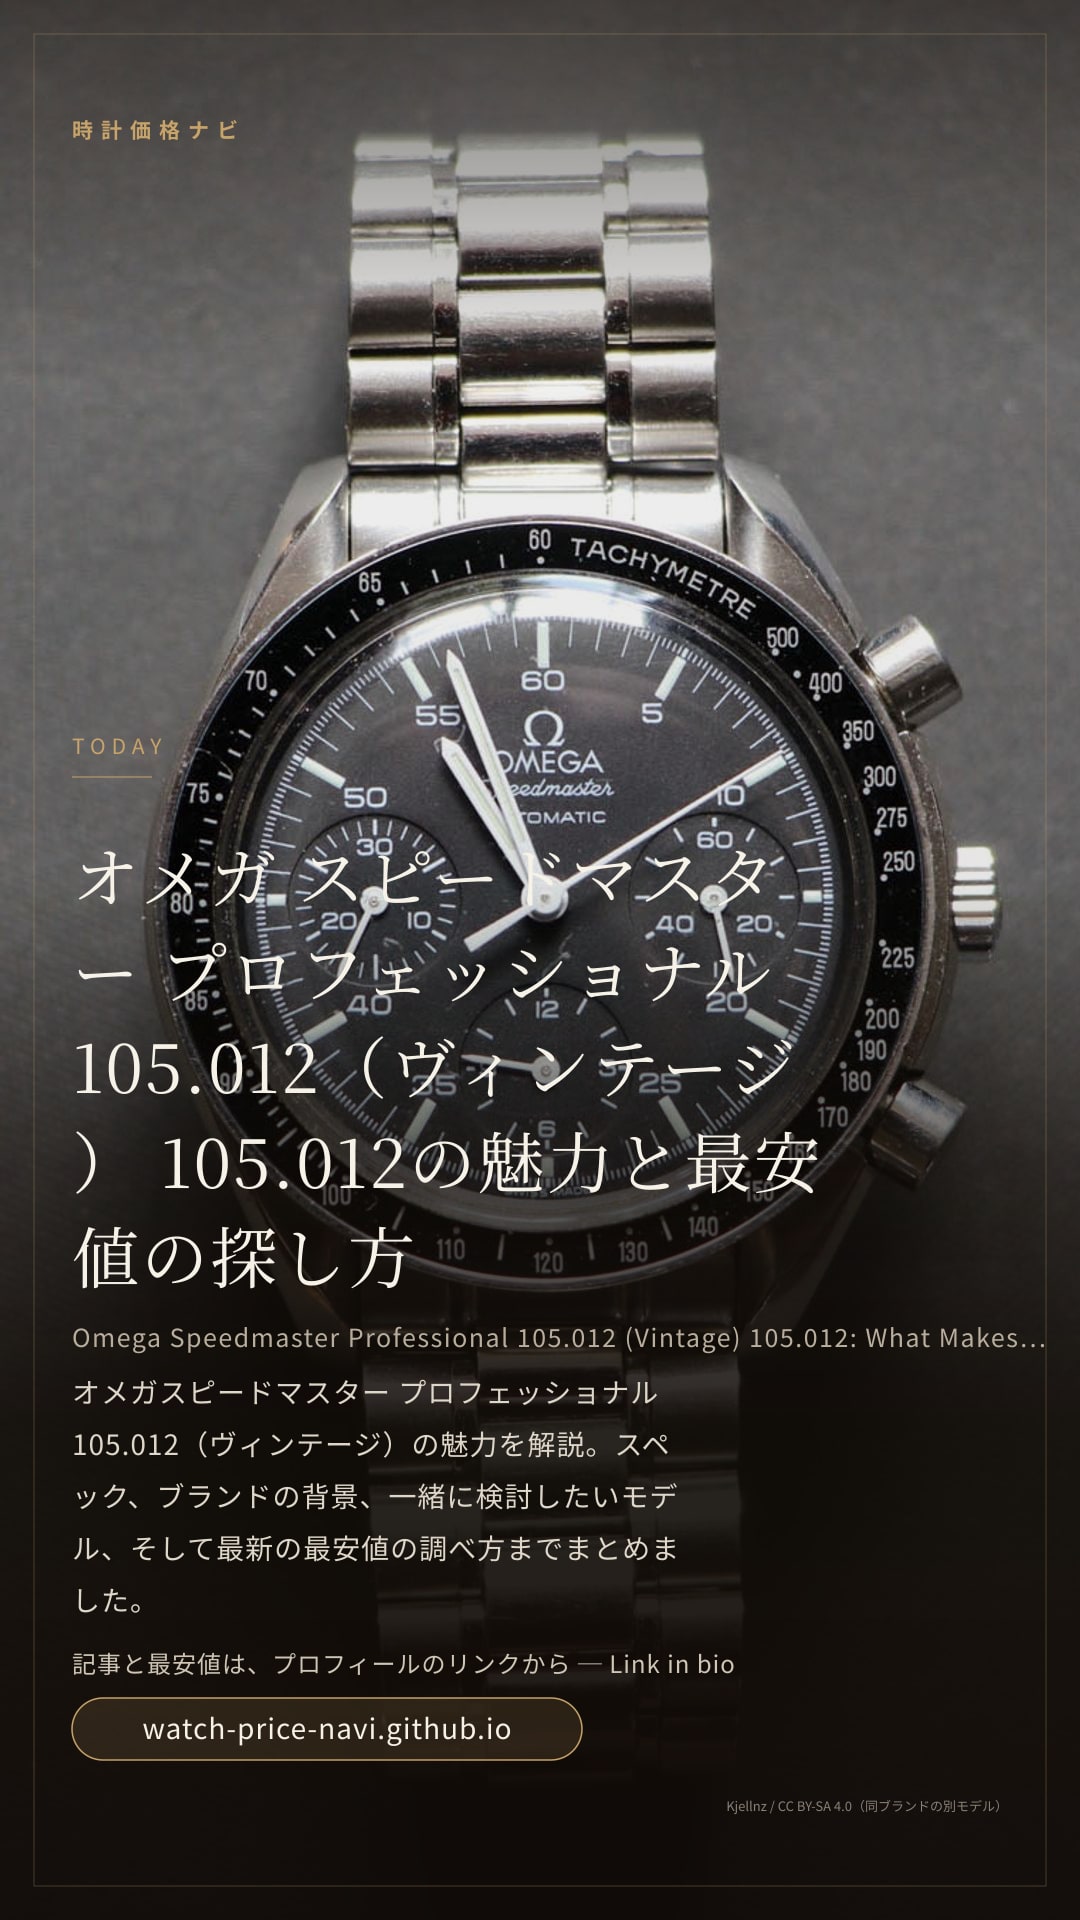 時計価格ナビ
60 TACHYMETRE
65
500
70
400
60
55
5
350
Ω
TODAY
OMEGA
300
75
50
eedmaster
10
275
TOMATIC
30
60
250
オメガ スピードマスタ
80
20 10
40 20
ー プロフェッショナル
225
85
40
12
20
200
105.012（ヴィンテージ
190
35
25
180
90
170
6
） 105.012の魅力と最安
160
100
150
値の探し方
140
110
120
130
Omega Speedmaster Professional 105.012 (Vintage) 105.012: What Makes…
オメガスピードマスター プロフェッショナル
105.012（ヴィンテージ）の魅力を解説。スペ
ック、ブランドの背景、一緒に検討したいモデ
ル、そして最新の最安値の調べ方までまとめま
した。
記事と最安値は、プロフィールのリンクから — Link in bio
watch-price-navi.github.io
Kjellnz / CC BY-SA 4.0（同ブランドの別モデル）